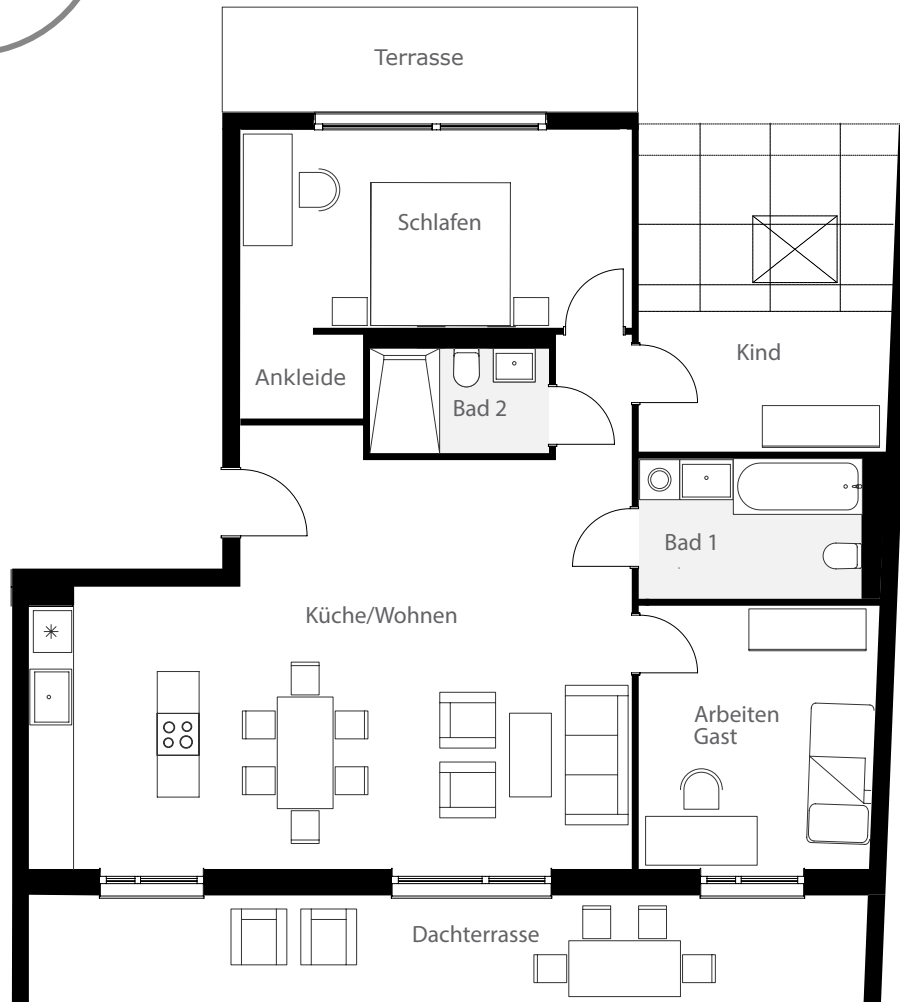 Terrasse
Schlafen
Kind
Ankleide
Bad 2
Bad 1
Küche/Wohnen
Arbeiten
Gast
Dachterrasse